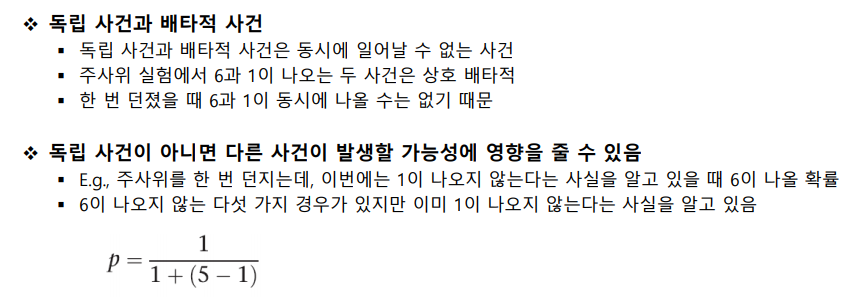 ❖ 독립 사건과 배타적 사건
▪ 독립 사건과 배타적 사건은 동시에 일어날 수 없는 사건
▪ 주사위 실험에서 6과 1이 나오는 두 사건은 상호 배타적
▪ 한 번 던졌을 때 6과 1이 동시에 나올 수는 없기 때문
❖ 독립 사건이 아니면 다른 사건이 발생할 가능성에 영향을 줄 수 있음
▪ E.g., 주사위를 한 번 던지는데, 이번에는 1이 나오지 않는다는 사실을 알고 있을 때 6이 나올 확률
▪ 6이 나오지 않는 다섯 가지 경우가 있지만 이미 1이 나오지 않는다는 사실을 알고 있음
p = 1 / (1 + (5 − 1))